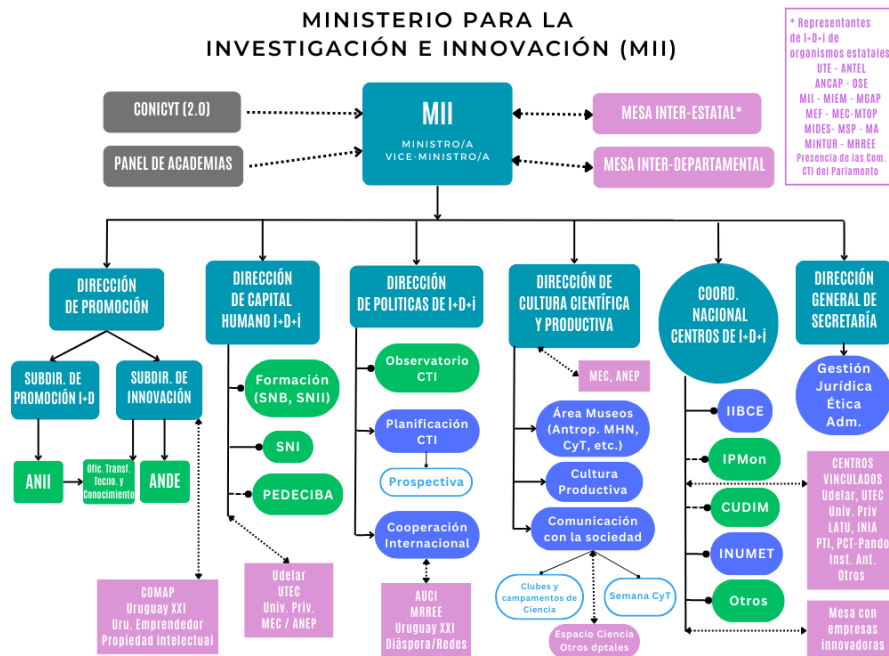 MINISTERIO PARA LA
INVESTIGACIÓN E INNOVACIÓN (MII)
* Representantes
de I+D+i de
organismos estatales
UTE - ANTEL
ANCAP - OSE
MII - MIEM - MGAP
MEF - MEC-MTOP
MIDES- MSP - MA
MINTUR - MRREE
Presencia de las Com.
CTI del Parlamento
CONICYT (2.0)
PANEL DE ACADEMIAS
MII
MINISTRO/A
VICE-MINISTRO/A
MESA INTER-ESTATAL*
MESA INTER-DEPARTAMENTAL
DIRECCIÓN
DE PROMOCIÓN
SUBDIR. DE
PROMOCIÓN I+D
SUBDIR. DE
INNOVACIÓN
ANII
Ofic. Transf.
Tecno. y
Conocimiento
ANDE
COMAP
Uruguay XXI
Uru. Emprendedor
Propiedad intelectual
DIRECCIÓN
DE CAPITAL
HUMANO I+D+i
Formación
(SNB, SNII)
SNI
PEDECIBA
Udelar
UTEC
Univ. Priv.
MEC / ANEP
DIRECCIÓN
DE POLITICAS DE I+D+i
Observatorio
CTI
Planificación
CTI
Prospectiva
Cooperación
Internacional
AUCI
MRREE
Uruguay XXI
Diáspora/Redes
DIRECCIÓN DE
CULTURA CIENTÍFICA
Y PRODUCTIVA
MEC, ANEP
Área Museos
(Antrop. MHN,
CyT, etc.)
Cultura
Productiva
Comunicación
con la sociedad
Clubes y
campamentos de
Ciencia
Semana CyT
Espacio Ciencia
Otros dptales
COORD.
NACIONAL
CENTROS DE I+D+i
IIBCE
IPMon
CUDIM
INUMET
Otros
CENTROS
VINCULADOS
Udelar, UTEC
Univ. Priv
LATU, INIA
PTI, PCT-Pando
Inst. Ant.
Otros
Mesa con
empresas
innovadoras
DIRECCIÓN
GENERAL DE
SECRETARÍA
Gestión
Jurídica
Ética
Adm.